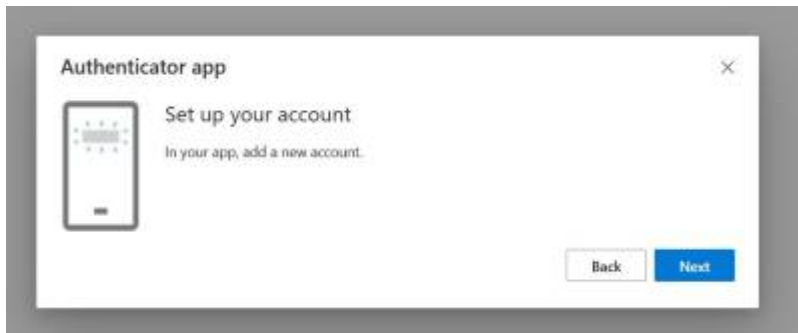 Authenticator app
Set up your account
In your app, add a new account.
Back
Next